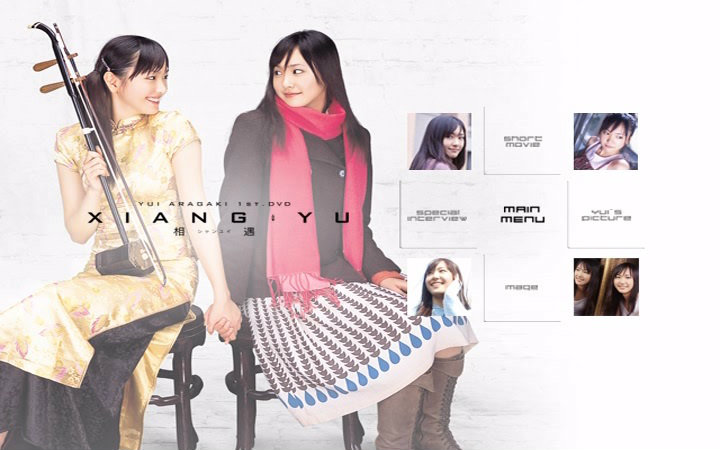 YUI ARAGAKI 1ST.DVD
XIANG:YU
相 シャンユイ 遇
short
movie
special
interview
MAIN
MENU
YUI'S
PICTURE
image